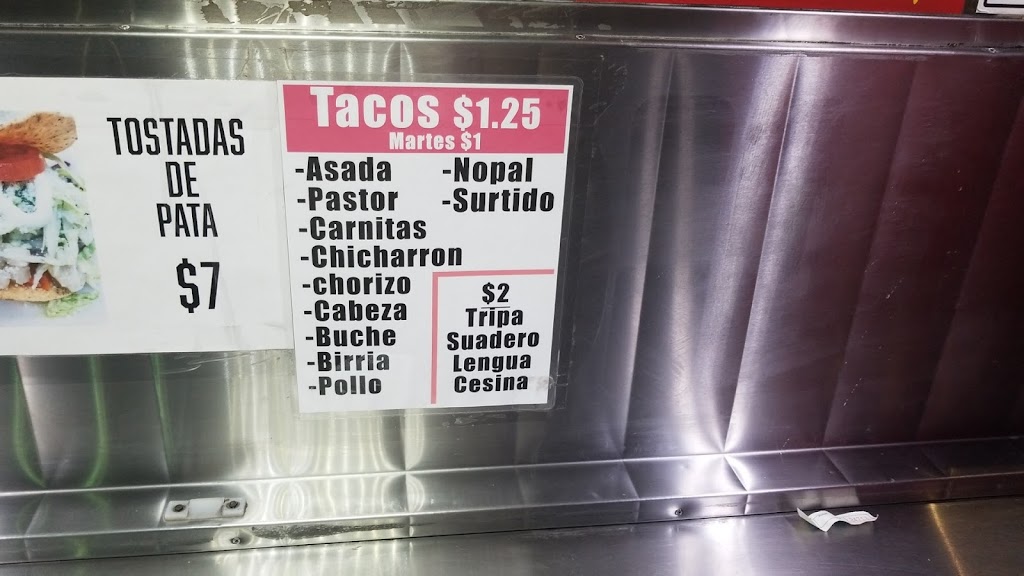 TOSTADAS
DE
PATA
$7
Tacos $1.25
Martes $1
-Asada
-Pastor
-Carnitas
-Chicharron
-chorizo
-Cabeza
-Buche
-Birria
-Pollo
-Nopal
-Surtido
$2
Tripa
Suadero
Lengua
Cesina